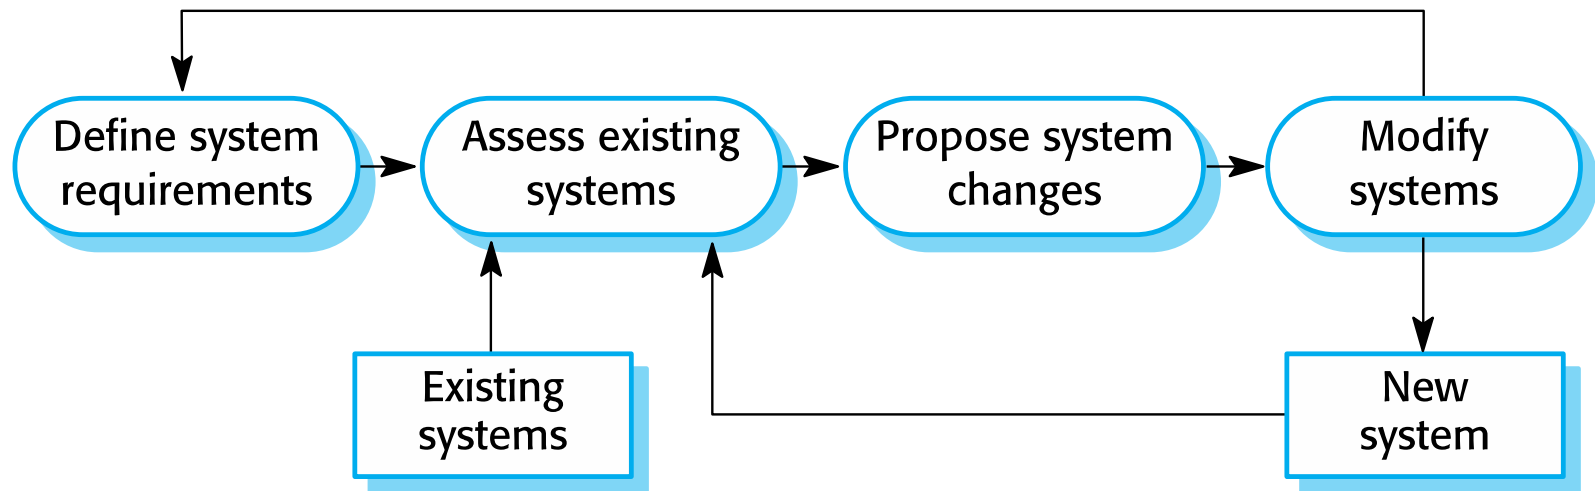 Define system
requirements
Assess existing
systems
Propose system
changes
Modify
systems
Existing
systems
New
system